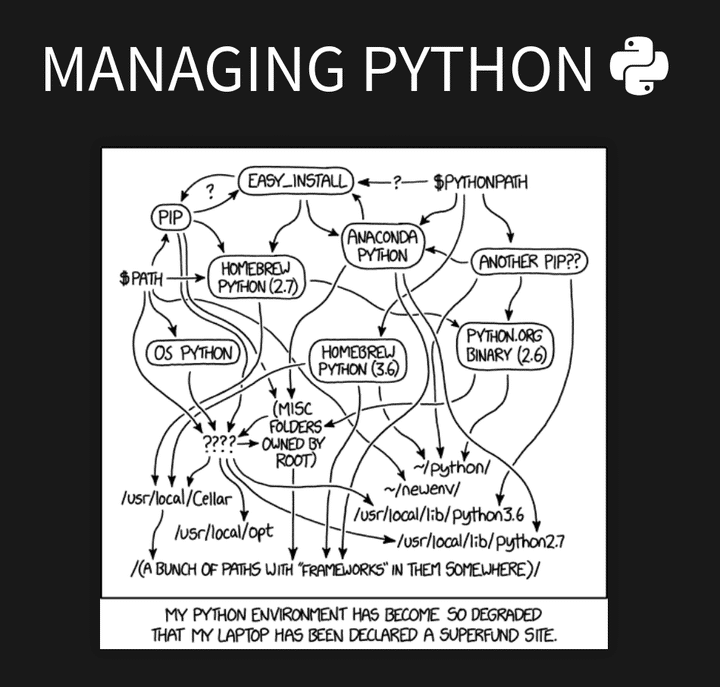 MANAGING PYTHON
EASY_INSTALL
?
$PYTHONPATH
?
PIP
ANACONDA
PYTHON
ANOTHER PIP??
HOMEBREW
PYTHON (2.7)
$PATH
PYTHON.ORG
BINARY (2.6)
OS PYTHON
HOMEBREW
PYTHON (3.6)
(MISC
FOLDERS
OWNED BY
ROOT)
????
~/python/
~/newenv/
/usr/local/Cellar
/usr/local/lib/python3.6
/usr/local/opt
/usr/local/lib/python2.7
/(A BUNCH OF PATHS WITH "FRAMEWORKS" IN THEM SOMEWHERE)/
MY PYTHON ENVIRONMENT HAS BECOME SO DEGRADED
THAT MY LAPTOP HAS BEEN DECLARED A SUPERFUND SITE.